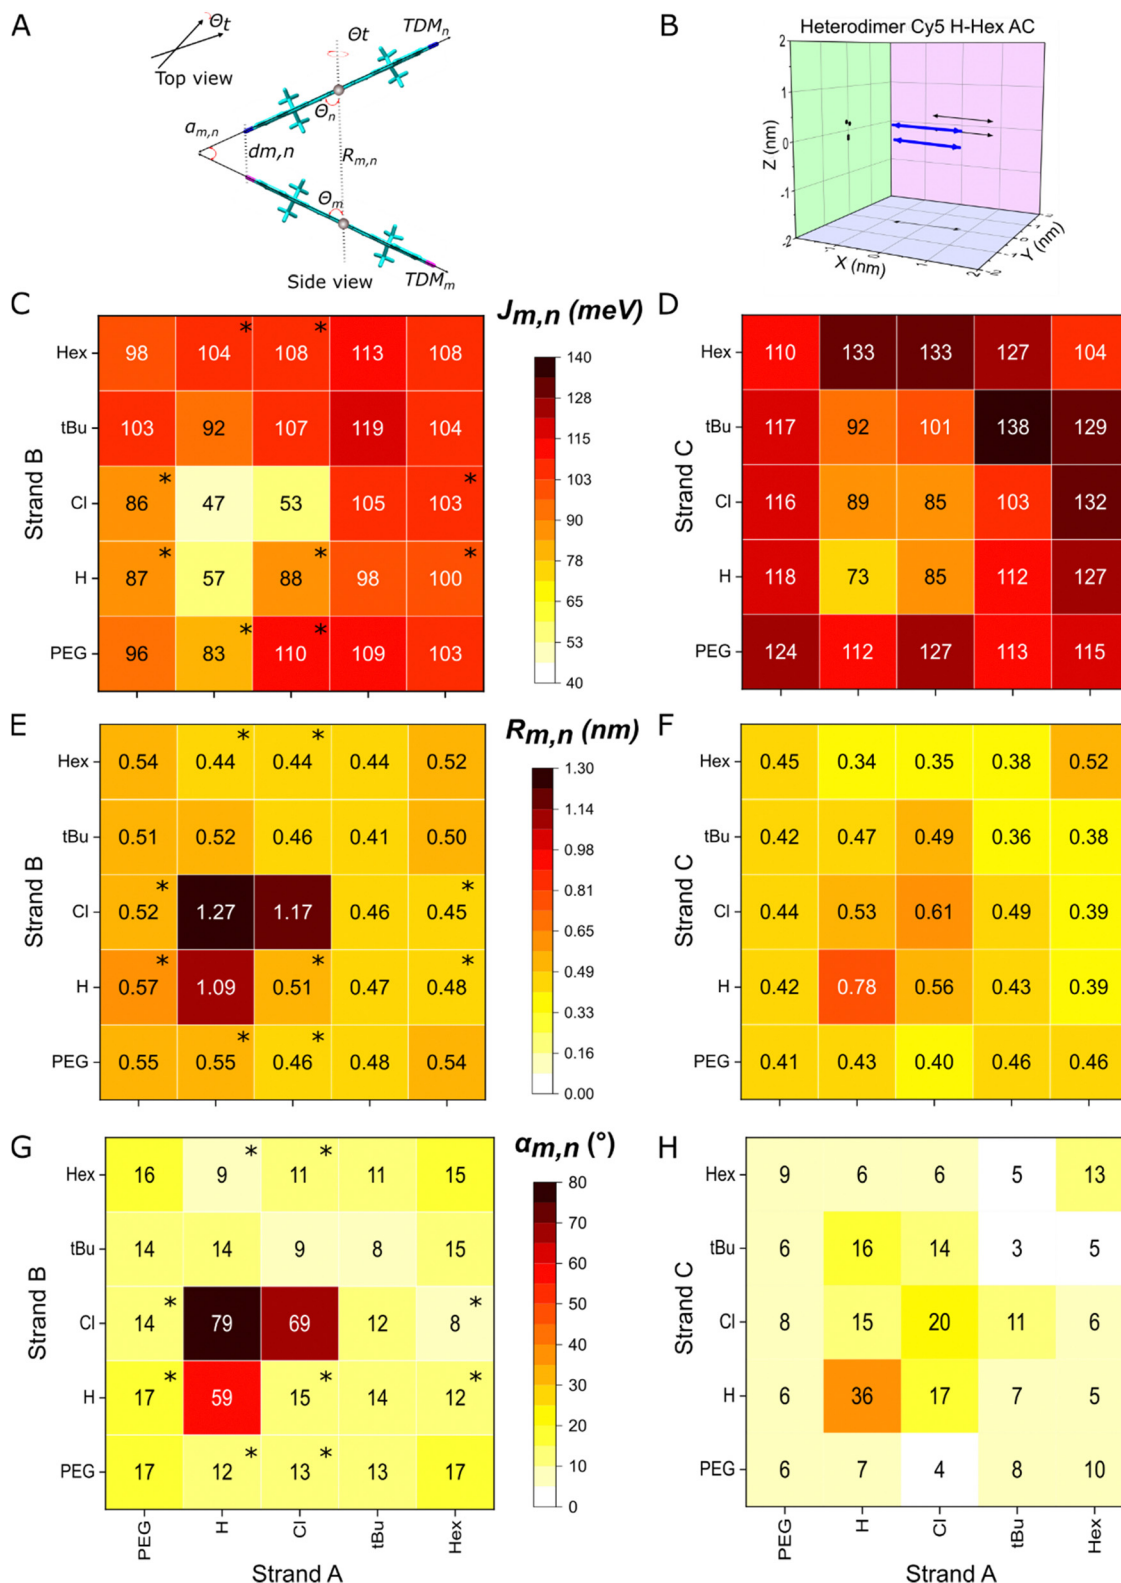 A
Θt
Top view
Θt
TDMn
Θn
am,n
dm,n
Rm,n
Θm
Side view
TDMm
B
Heterodimer Cy5 H-Hex AC
2
1
0
-1
-2
Z (nm)
X (nm)
Y (nm)
-1
0
1
2
C
Jm,n (meV)
Strand B
Hex 98 104* 108* 113 108
tBu 103 92 107 119 104
Cl 86* 47 53 105 103*
H 87* 57 88* 98 100*
PEG 96 83* 110* 109 103
140
128
115
103
90
78
65
53
40
D
Strand C
Hex 110 133 133 127 104
tBu 117 92 101 138 129
Cl 116 89 85 103 132
H 118 73 85 112 127
PEG 124 112 127 113 115
E
Rm,n (nm)
Strand B
Hex 0.54 0.44* 0.44* 0.44 0.52
tBu 0.51 0.52 0.46 0.41 0.50
Cl 0.52* 1.27 1.17 0.46 0.45*
H 0.57* 1.09 0.51* 0.47 0.48*
PEG 0.55 0.55* 0.46* 0.48 0.54
1.30
1.14
0.98
0.81
0.65
0.49
0.33
0.16
0.00
F
Strand C
Hex 0.45 0.34 0.35 0.38 0.52
tBu 0.42 0.47 0.49 0.36 0.38
Cl 0.44 0.53 0.61 0.49 0.39
H 0.42 0.78 0.56 0.43 0.39
PEG 0.41 0.43 0.40 0.46 0.46
G
αm,n (°)
Strand B
Hex 16 9* 11* 11 15
tBu 14 14 9 8 15
Cl 14* 79 69 12 8*
H 17* 59 15* 14 12*
PEG 17 12* 13* 13 17
PEG H Cl tBu Hex
Strand A
80
70
60
50
40
30
20
10
0
H
Strand C
Hex 9 6 6 5 13
tBu 6 16 14 3 5
Cl 8 15 20 11 6
H 6 36 17 7 5
PEG 6 7 4 8 10
PEG H Cl tBu Hex
Strand A